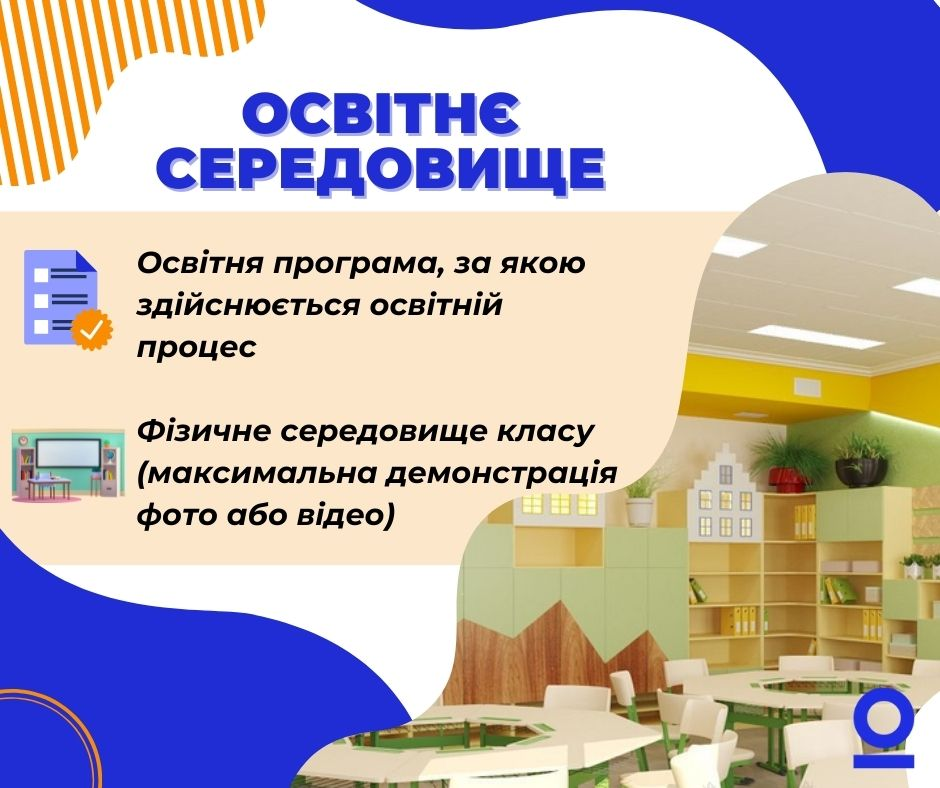 ОСВІТНЄ
СЕРЕДОВИЩЕ
Освітня програма, за якою
здійснюється освітній
процес
Фізичне середовище класу
(максимальна демонстрація
фото або відео)